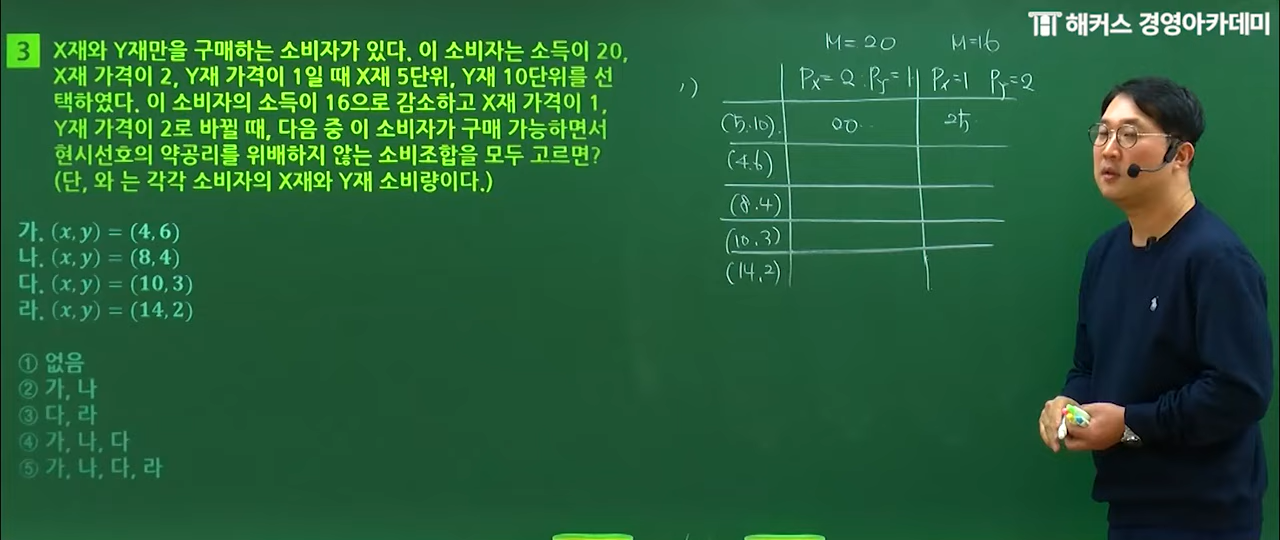 해커스 경영아카데미
3
X재와 Y재만을 구매하는 소비자가 있다. 이 소비자는 소득이 20,
X재 가격이 2, Y재 가격이 1일 때 X재 5단위, Y재 10단위를 선
택하였다. 이 소비자의 소득이 16으로 감소하고 X재 가격이 1,
Y재 가격이 2로 바뀔 때, 다음 중 이 소비자가 구매 가능하면서
현시선호의 약공리를 위배하지 않는 소비조합을 모두 고르면?
(단, 와 는 각각 소비자의 X재와 Y재 소비량이다.)
가. (x, y) = (4, 6)
나. (x, y) = (8, 4)
다. (x, y) = (10, 3)
라. (x, y) = (14, 2)
① 없음
② 가, 나
③ 다, 라
④ 가, 나, 다
⑤ 가, 나, 다, 라
M=20 M=16
1) Px=2 : Py=1 Px=1 Py=2
(5.10). 20 25
(4.6)
(8.4)
(10.3)
(14.2)